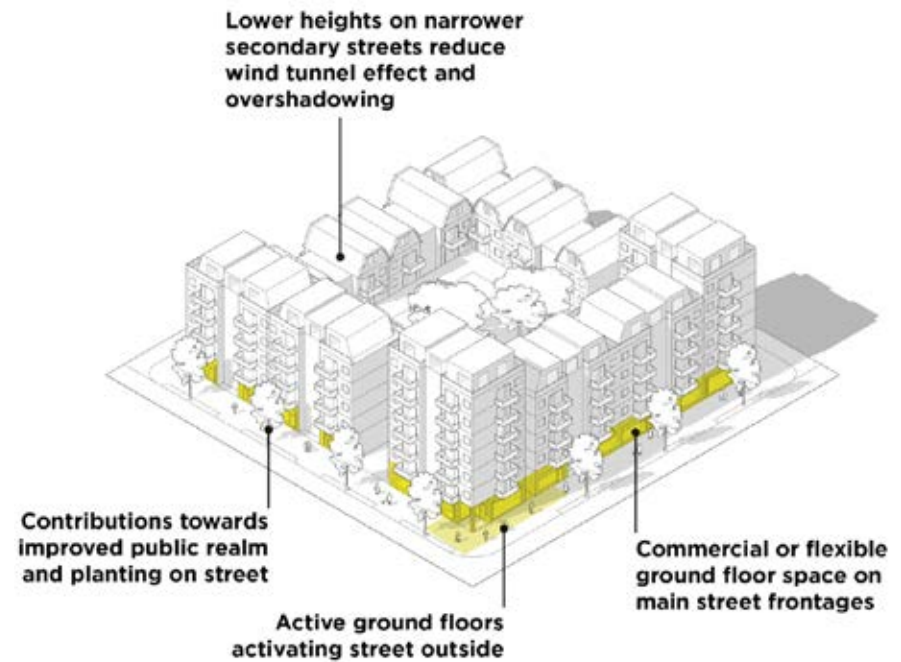 Lower heights on narrower
secondary streets reduce
wind tunnel effect and
overshadowing
Contributions towards
improved public realm
and planting on street
Active ground floors
activating street outside
Commercial or flexible
ground floor space on
main street frontages